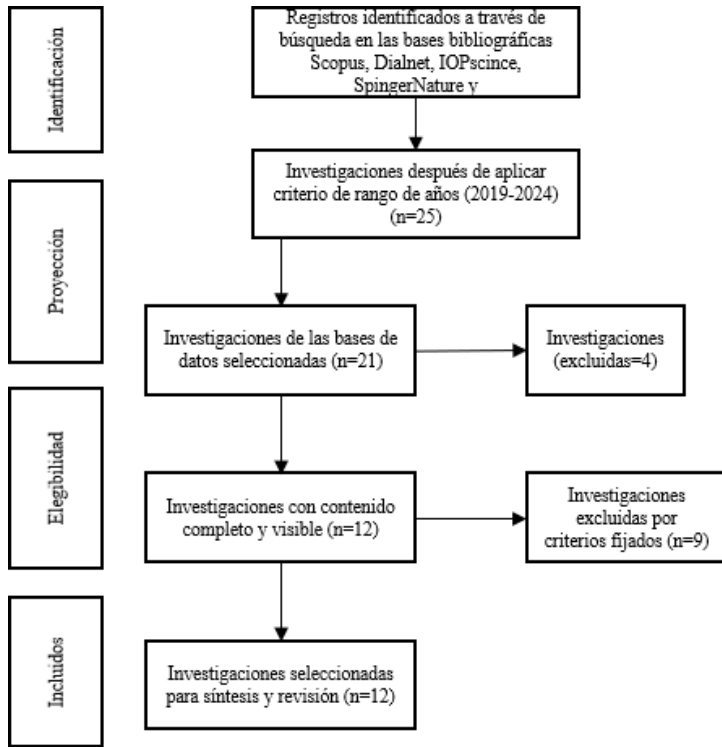 Identificación
Registros identificados a través de
búsqueda en las bases bibliográficas
Scopus, Dialnet, IOPscince,
SpingerNature y
Investigaciones después de aplicar
criterio de rango de años (2019-2024)
(n=25)
Proyección
Investigaciones de las bases de
datos seleccionadas (n=21)
Investigaciones
(excluidas=4)
Elegibilidad
Investigaciones con contenido
completo y visible (n=12)
Investigaciones
excluidas por
criterios fijados (n=9)
Incluidos
Investigaciones seleccionadas
para síntesis y revisión (n=12)